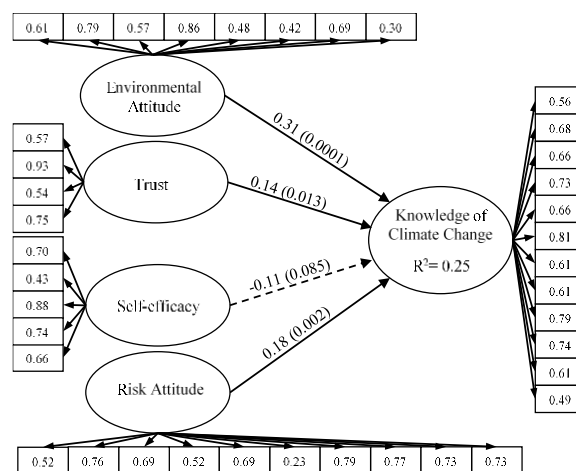 0.61 0.79 0.57 0.86 0.48 0.42 0.69 0.30
Environmental
Attitude
0.31 (0.0001)
0.57
0.93
0.54
0.75
Trust
0.14 (0.013)
0.70
0.43
0.88
0.74
0.66
Self-efficacy
-0.11 (0.085)
Risk Attitude
0.18 (0.002)
0.52 0.76 0.69 0.52 0.69 0.23 0.79 0.77 0.73 0.73
Knowledge of
Climate Change
R²= 0.25
0.56
0.68
0.66
0.73
0.66
0.81
0.61
0.61
0.79
0.74
0.61
0.49